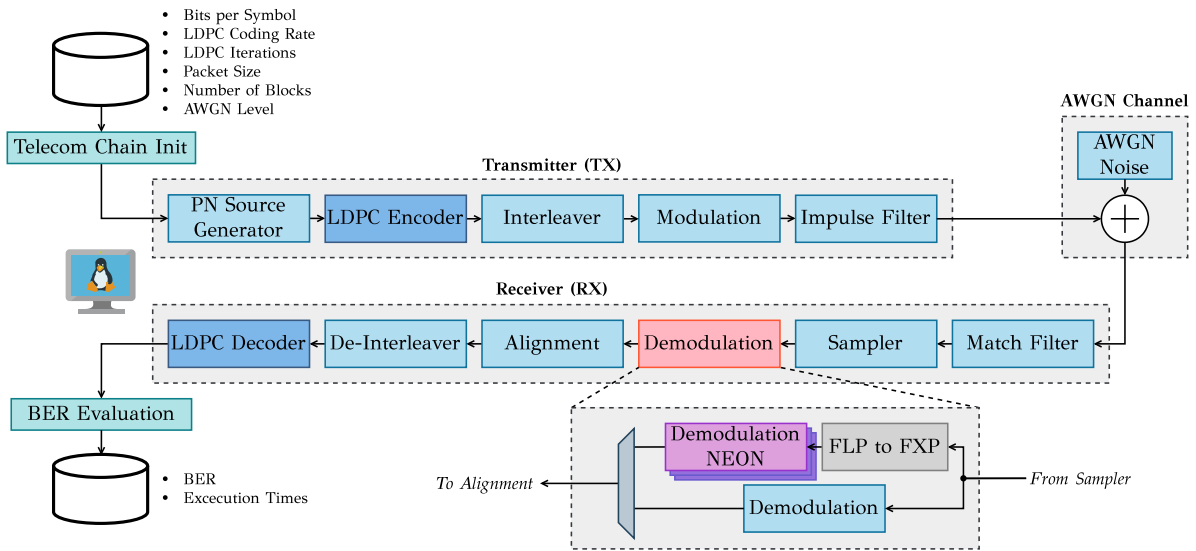 • Bits per Symbol
• LDPC Coding Rate
• LDPC Iterations
• Packet Size
• Number of Blocks
• AWGN Level
AWGN Channel
AWGN
Noise
Telecom Chain Init
Transmitter (TX)
PN Source
Generator
LDPC Encoder
Interleaver
Modulation
Impulse Filter
Receiver (RX)
LDPC Decoder
De-Interleaver
Alignment
Demodulation
Sampler
Match Filter
BER Evaluation
Demodulation
NEON
FLP to FXP
To Alignment
From Sampler
Demodulation
• BER
• Excecution Times